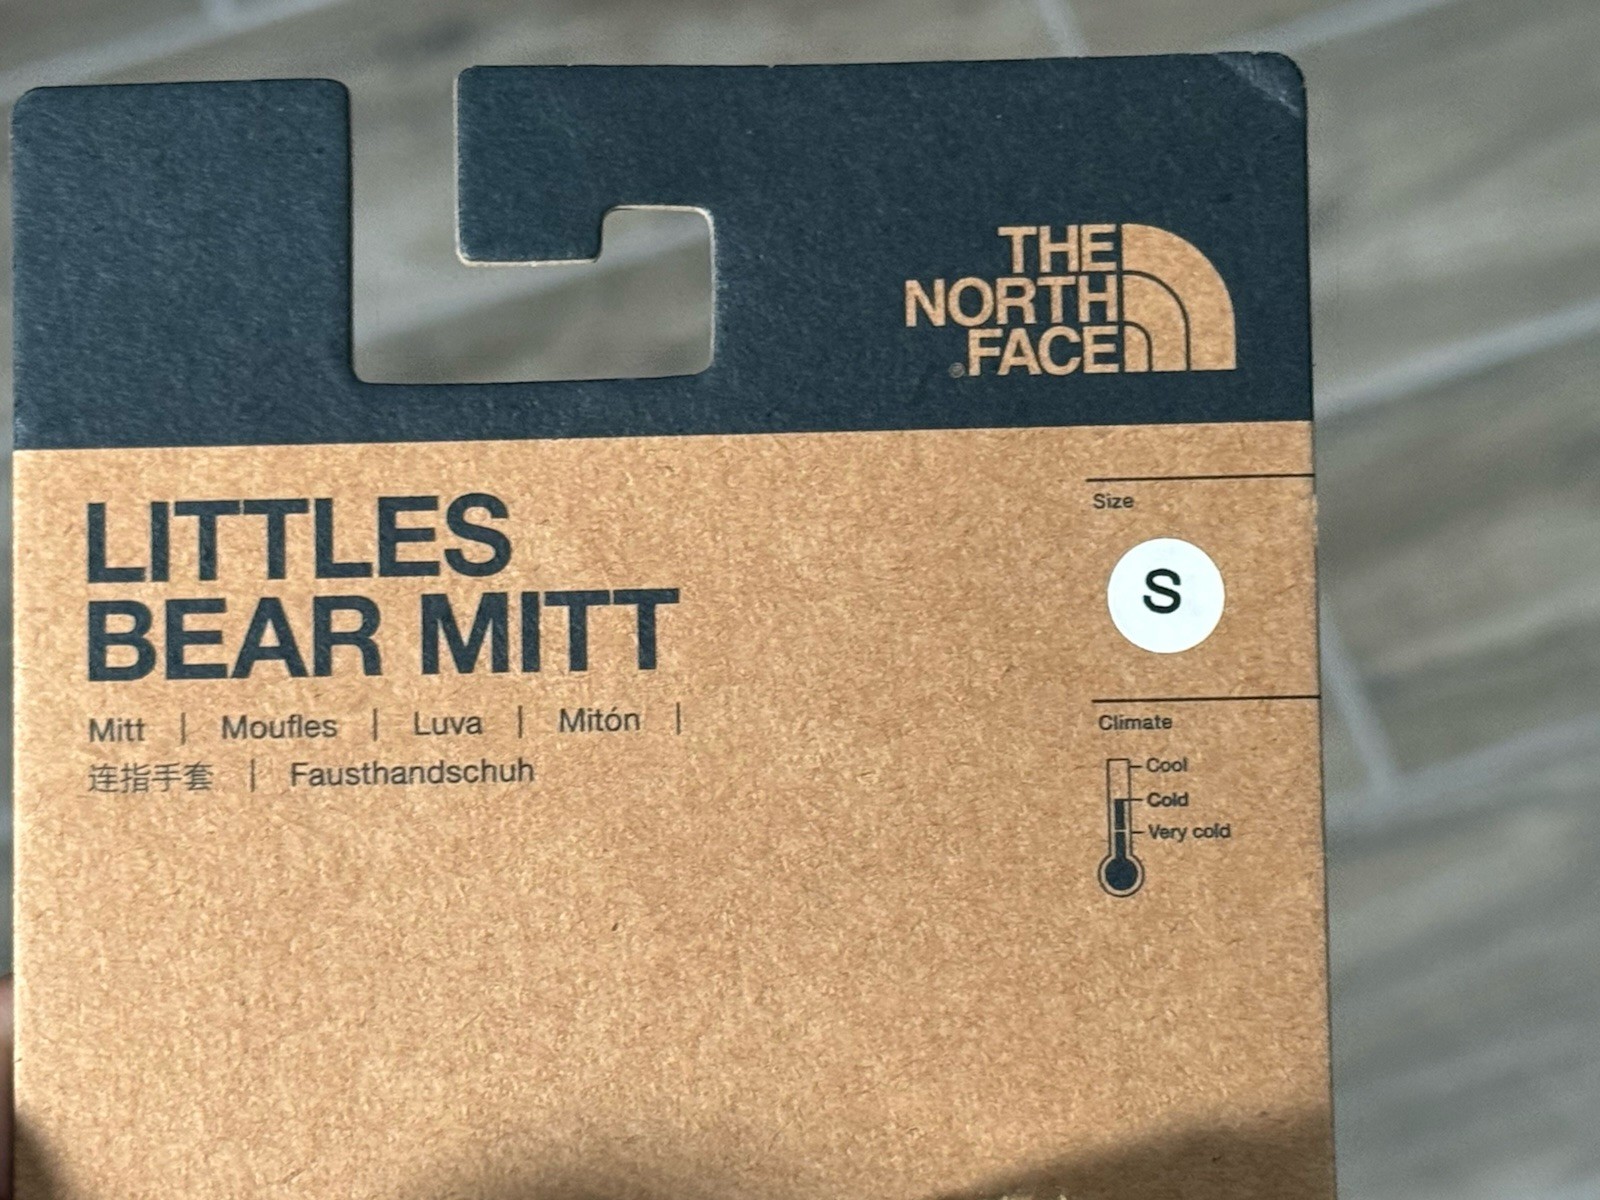 THE
NORTH
FACE®
LITTLES
BEAR MITT
Mitt | Moufles | Luva | Mitón |
连指手套 | Fausthandschuh
Size
S
Climate
Cool
Cold
Very cold